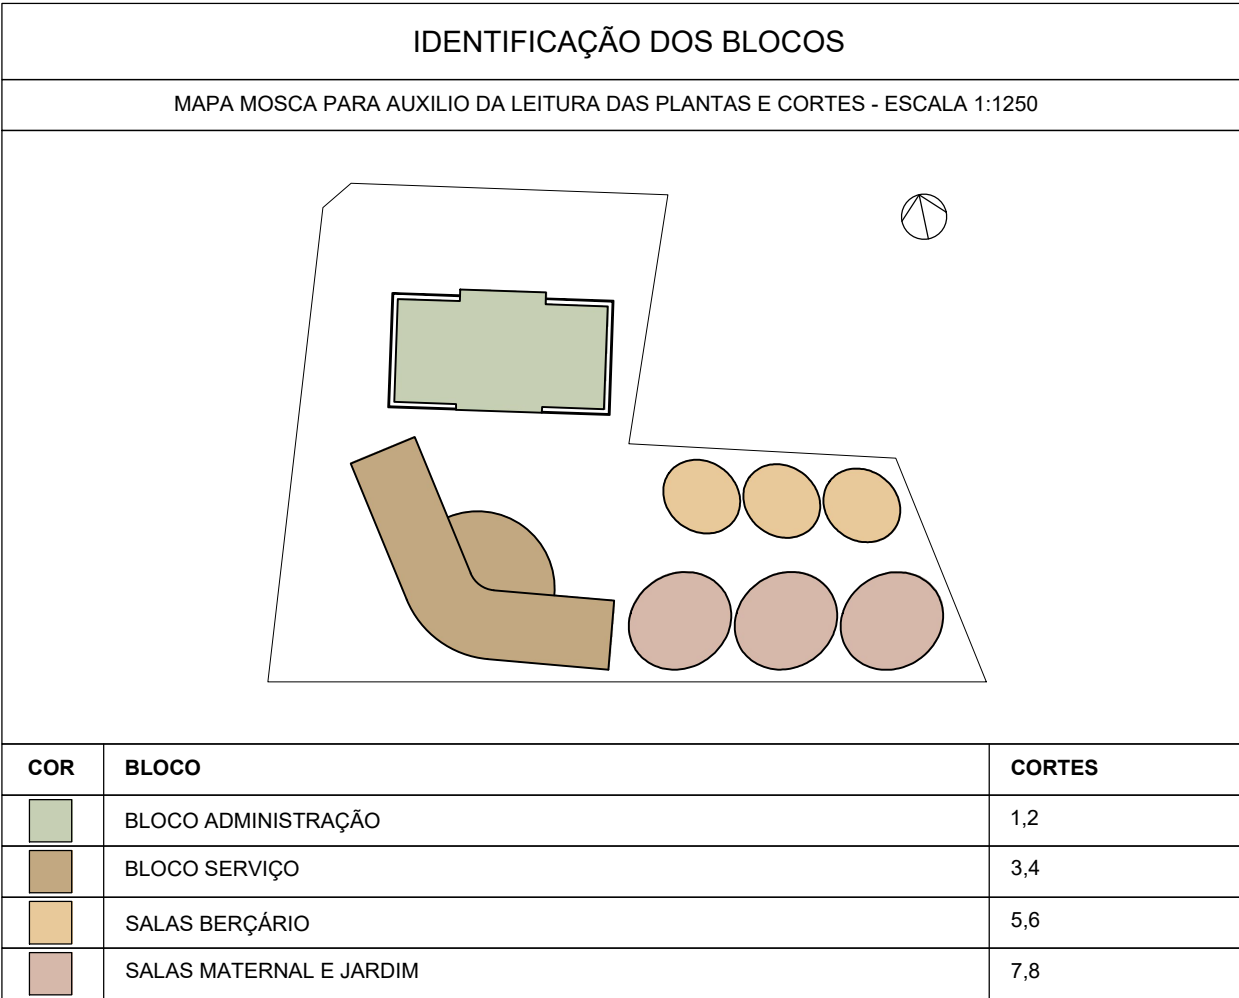 IDENTIFICAÇÃO DOS BLOCOS
MAPA MOSCA PARA AUXILIO DA LEITURA DAS PLANTAS E CORTES - ESCALA 1:1250
COR BLOCO CORTES
BLOCO ADMINISTRAÇÃO 1,2
BLOCO SERVIÇO 3,4
SALAS BERÇÁRIO 5,6
SALAS MATERNAL E JARDIM 7,8